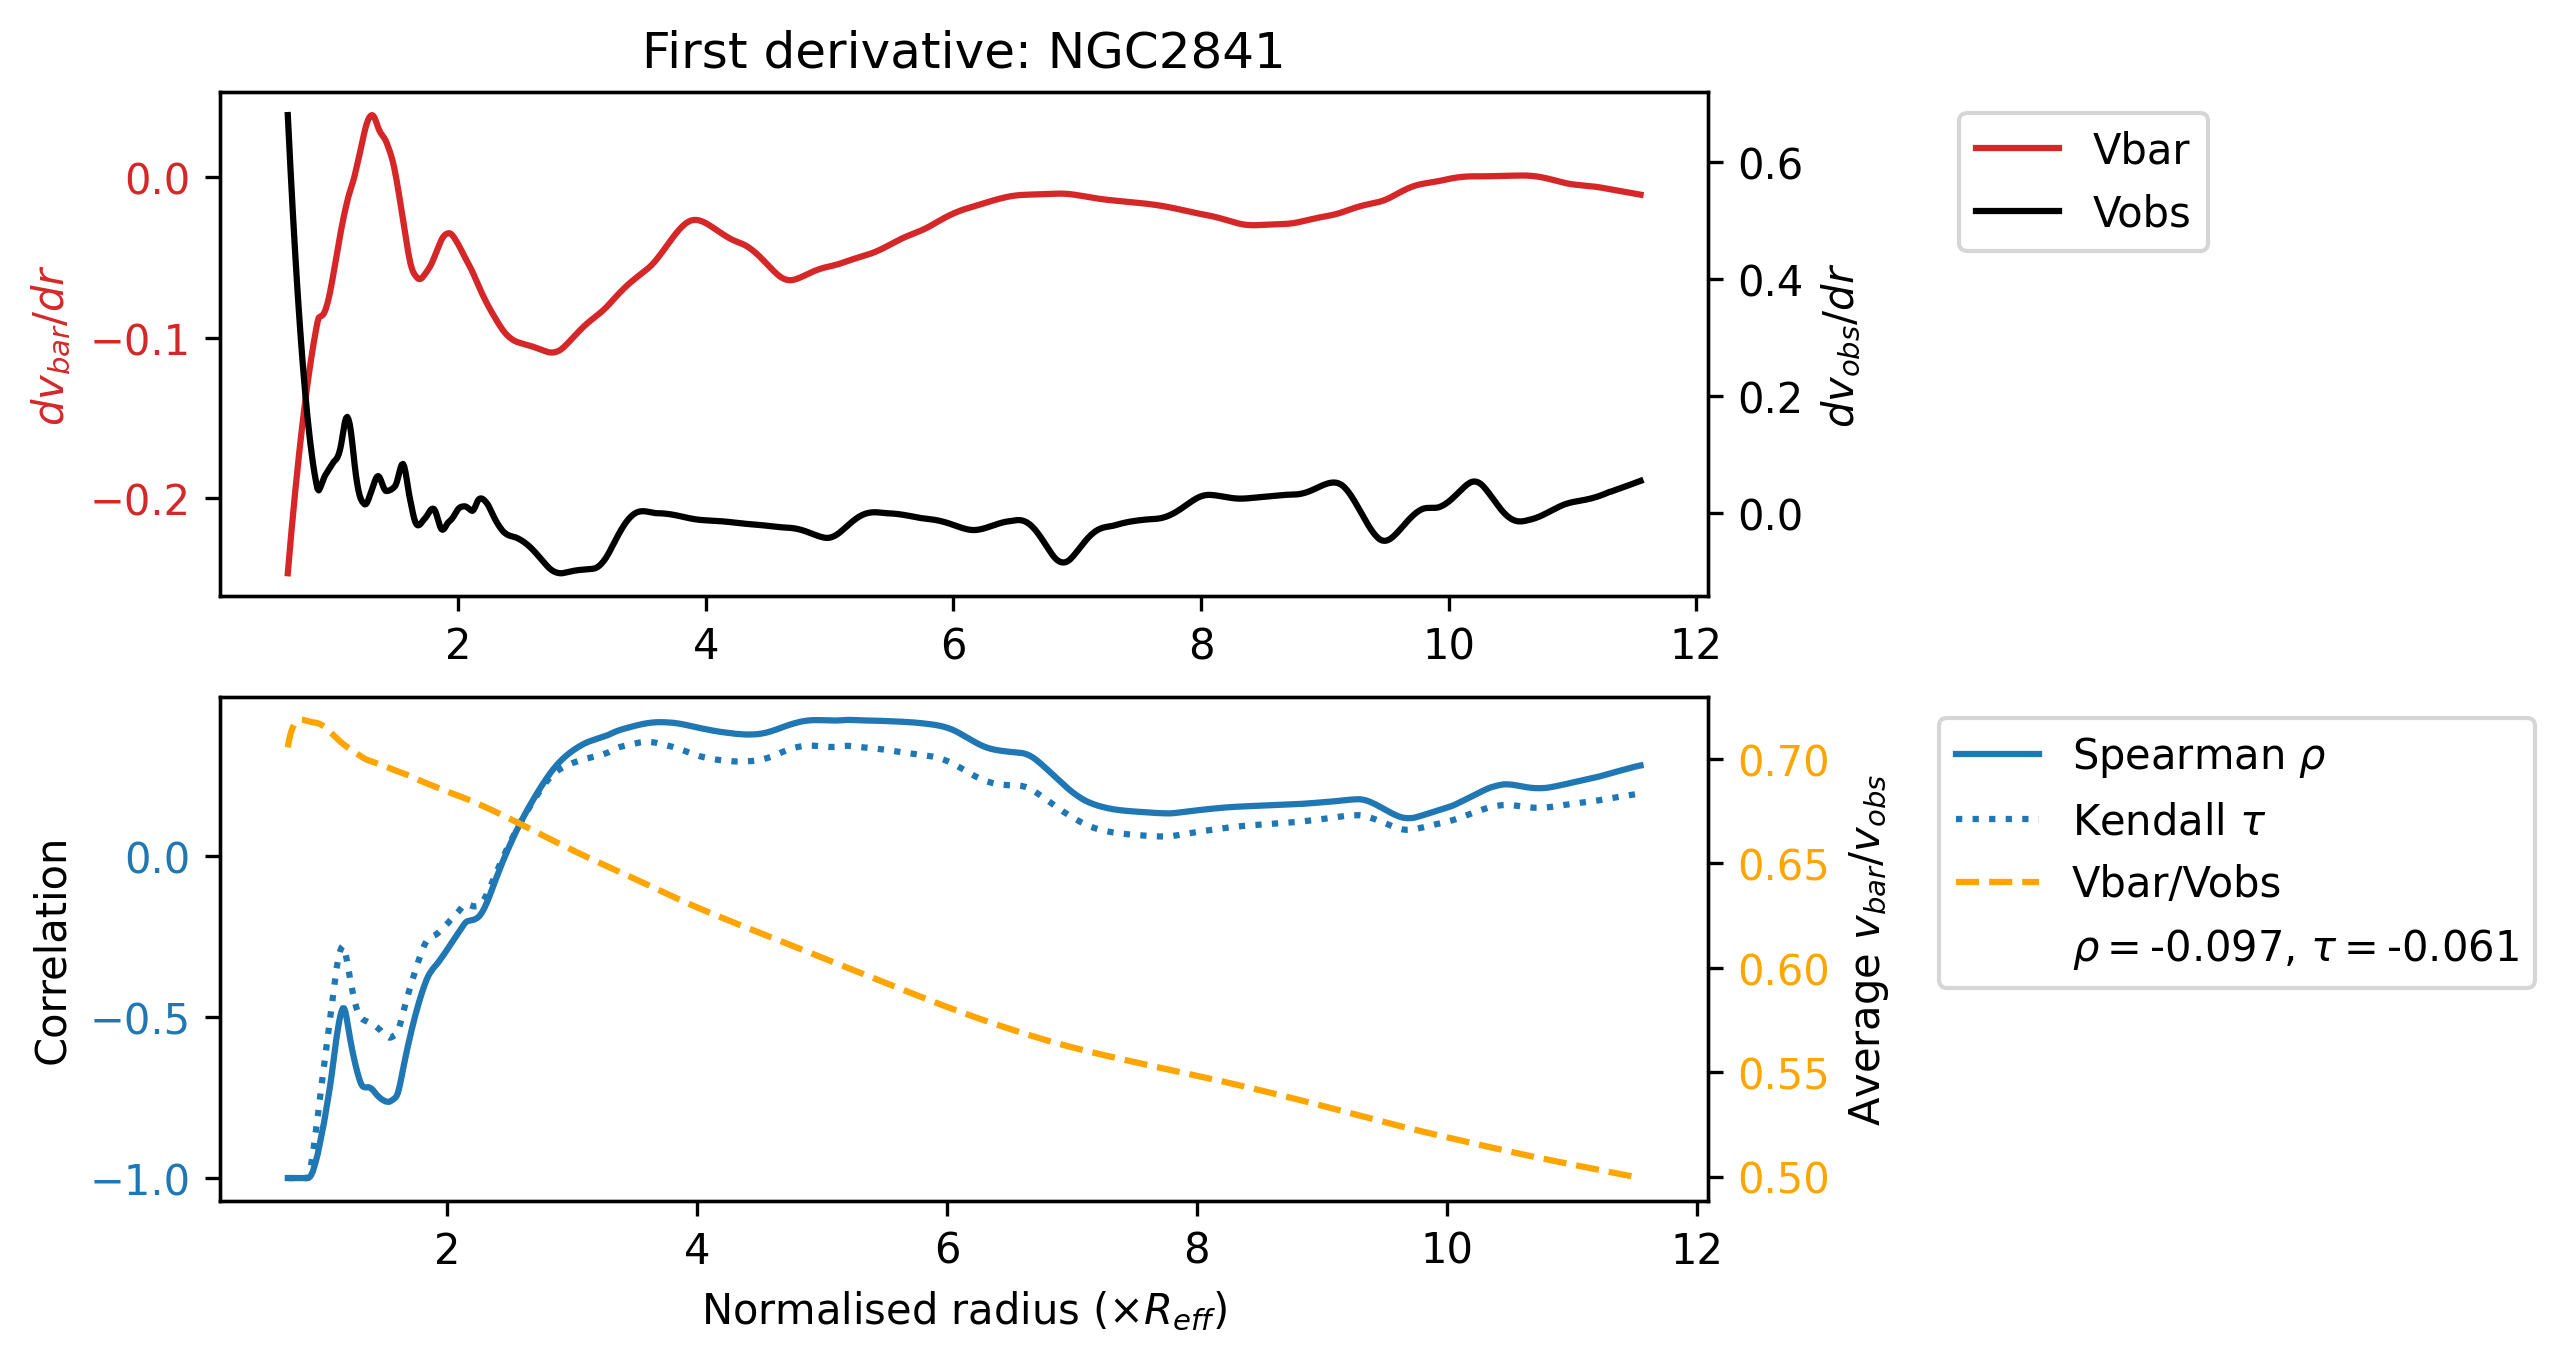 First derivative: NGC2841
0.0
−0.1
−0.2
dv_bar/dr
0.6
0.4
0.2
0.0
dv_obs/dr
2 4 6 8 10 12
Vbar
Vobs
0.0
−0.5
−1.0
Correlation
0.70
0.65
0.60
0.55
0.50
Average v_bar/v_obs
2 4 6 8 10 12
Normalised radius (×R_eff)
Spearman ρ
Kendall τ
Vbar/Vobs
ρ = -0.097, τ = -0.061